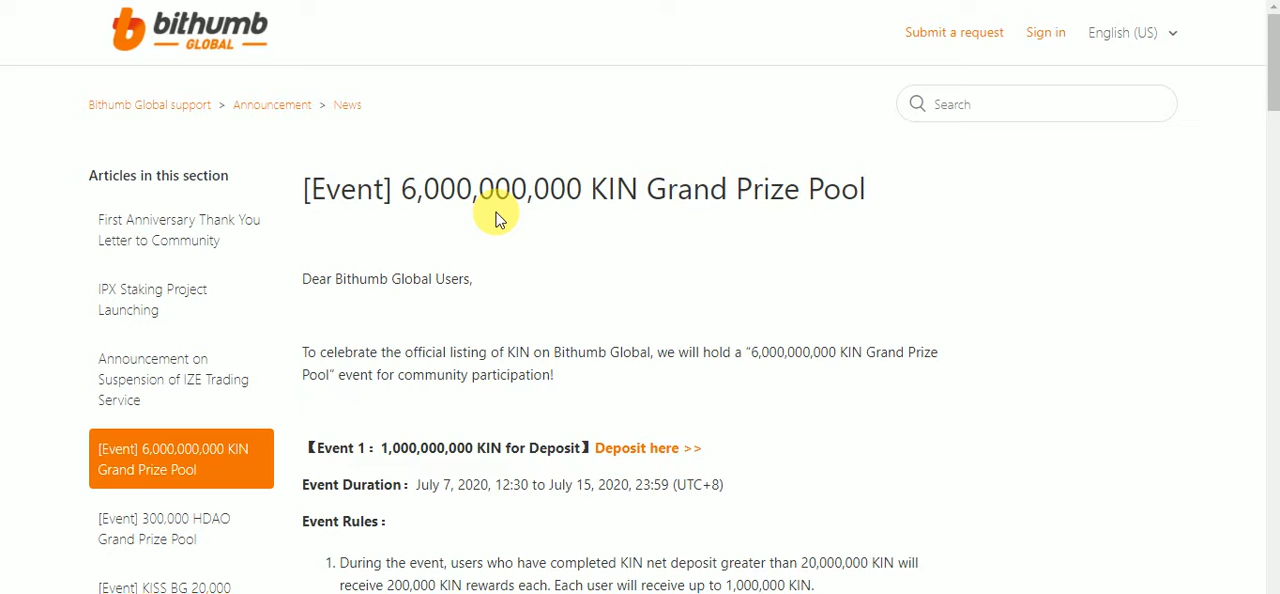 bithumb
GLOBAL
Submit a request
Sign in
English (US)
Bithumb Global support > Announcement > News
Search
Articles in this section
First Anniversary Thank You
Letter to Community
IPX Staking Project
Launching
Announcement on
Suspension of IZE Trading
Service
[Event] 6,000,000,000 KIN
Grand Prize Pool
[Event] 300,000 HDAO
Grand Prize Pool
[Event] KISS BG 20,000
[Event] 6,000,000,000 KIN Grand Prize Pool
Dear Bithumb Global Users,
To celebrate the official listing of KIN on Bithumb Global, we will hold a “6,000,000,000 KIN Grand Prize
Pool” event for community participation!
【Event 1： 1,000,000,000 KIN for Deposit】Deposit here >>
Event Duration： July 7, 2020, 12:30 to July 15, 2020, 23:59 (UTC+8)
Event Rules：
1. During the event, users who have completed KIN net deposit greater than 20,000,000 KIN will
receive 200,000 KIN rewards each. Each user will receive up to 1,000,000 KIN.